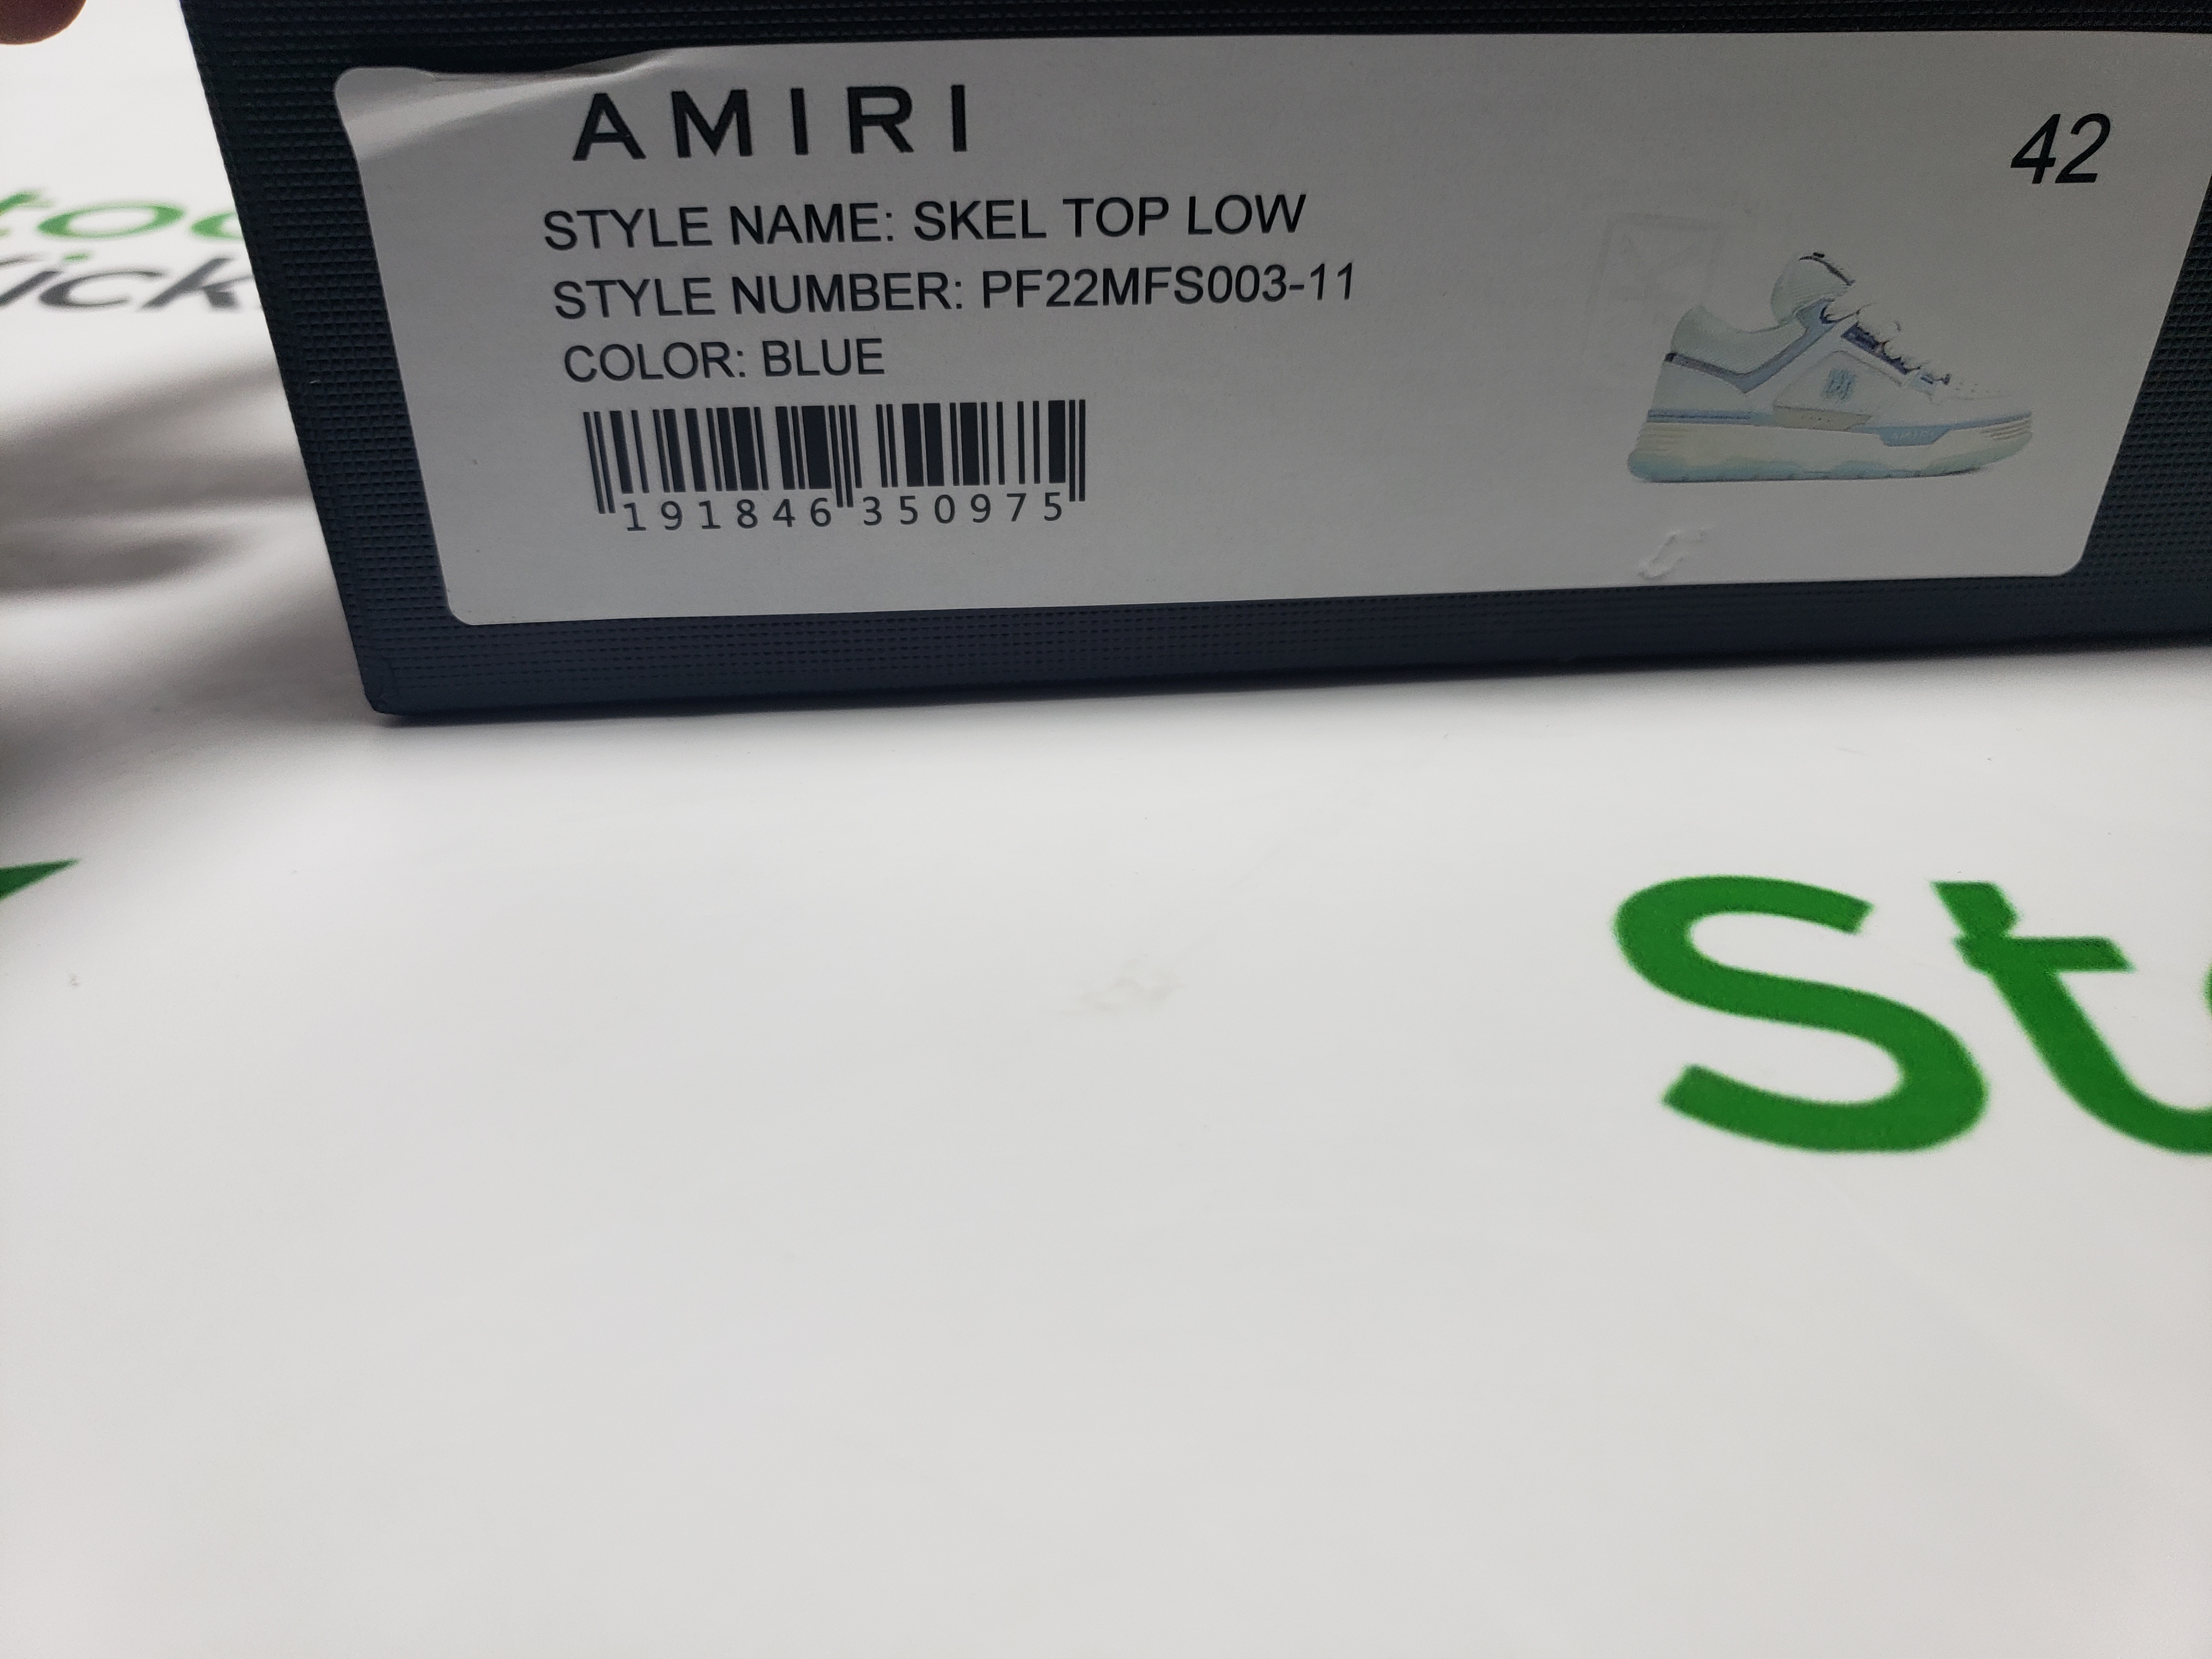 AMIRI
42
STYLE NAME: SKEL TOP LOW
STYLE NUMBER: PF22MFS003-11
COLOR: BLUE
191846 350975